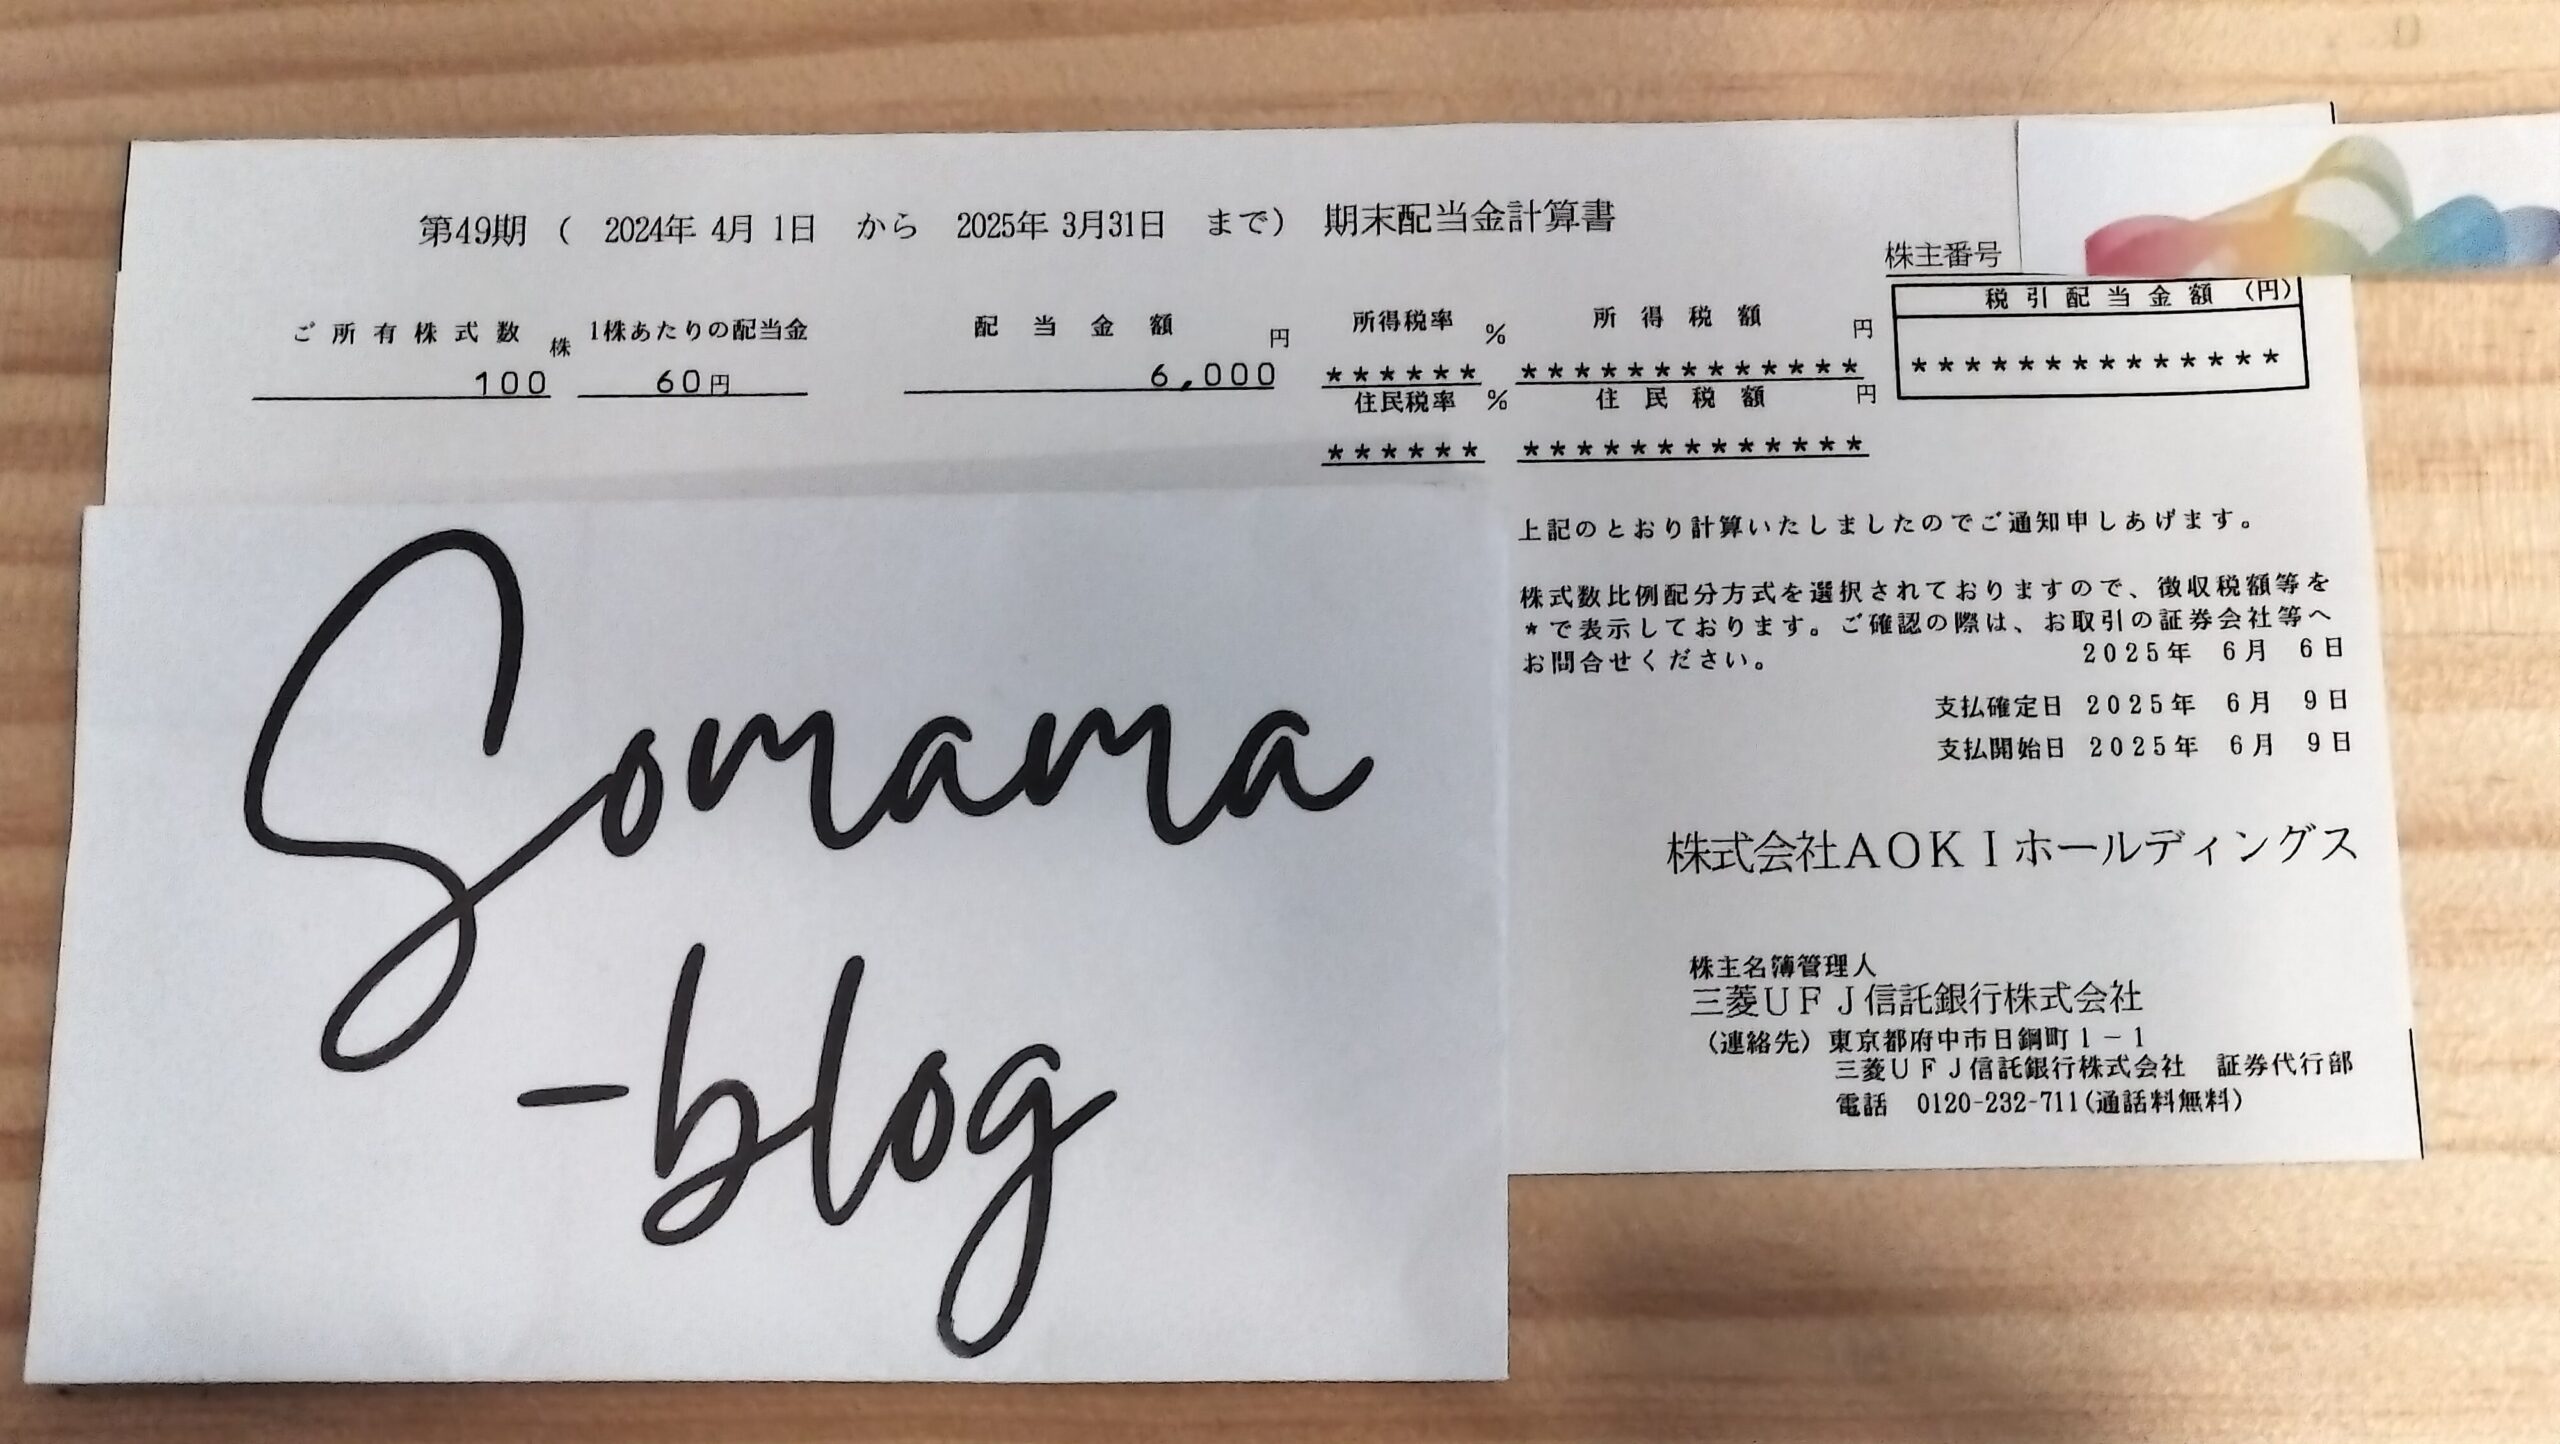 第49期 ( 2024年 4月 1日 から 2025年 3月31日 まで) 期末配当金計算書
株主番号
ご所有株式数 株 1株あたりの配当金 配当金額 円 所得税率 % 所得税額 円 税引配当金額 (円)
100 60円 6,000 ****** ************* **************
住民税率 % 住民税額 円
****** *************
上記のとおり計算いたしましたのでご通知申しあげます。
株式数比例配分方式を選択されておりますので、徴収税額等を
*で表示しております。ご確認の際は、お取引の証券会社等へ
お問合せください。 2025年 6月 6日
支払確定日 2025年 6月 9日
支払開始日 2025年 6月 9日
株式会社AOKIホールディングス
株主名簿管理人
三菱UFJ信託銀行株式会社
(連絡先) 東京都府中市日鋼町1-1
三菱UFJ信託銀行株式会社 証券代行部
電話 0120-232-711(通話料無料)
Somama
-blog